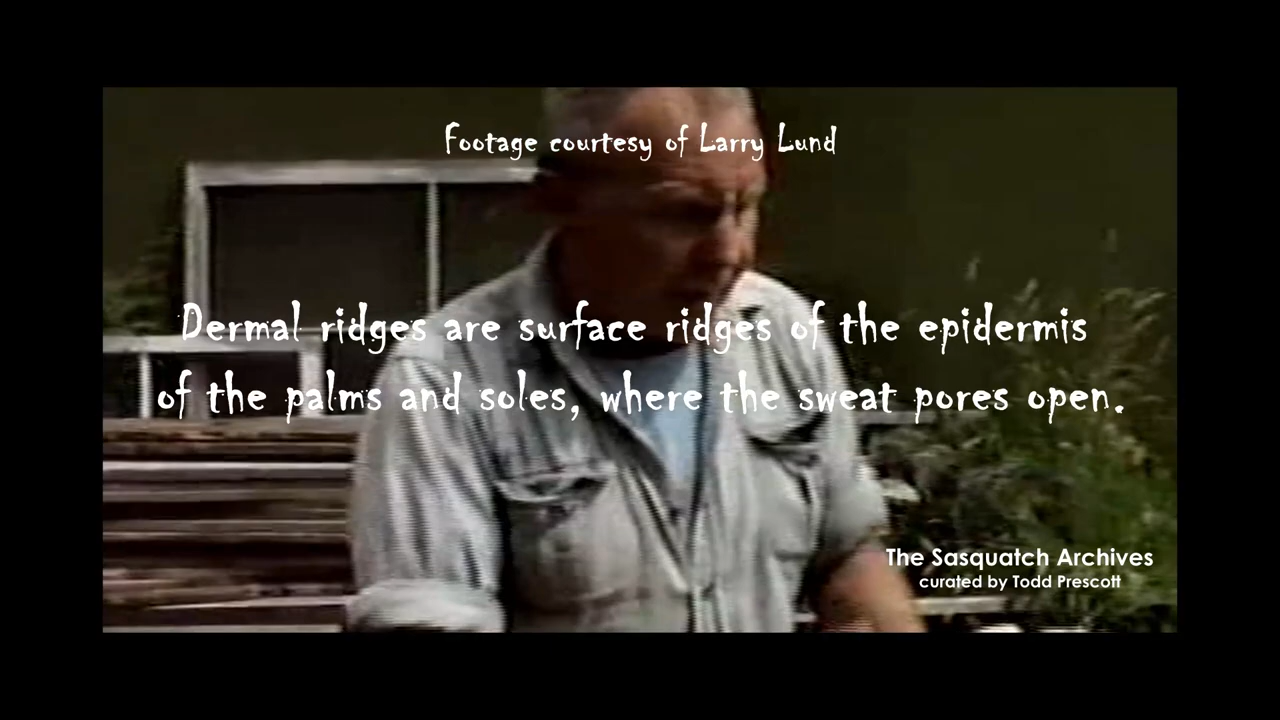 Footage courtesy of Larry Lund
Dermal ridges are surface ridges of the epidermis
of the palms and soles, where the sweat pores open.
The Sasquatch Archives
curated by Todd Prescott